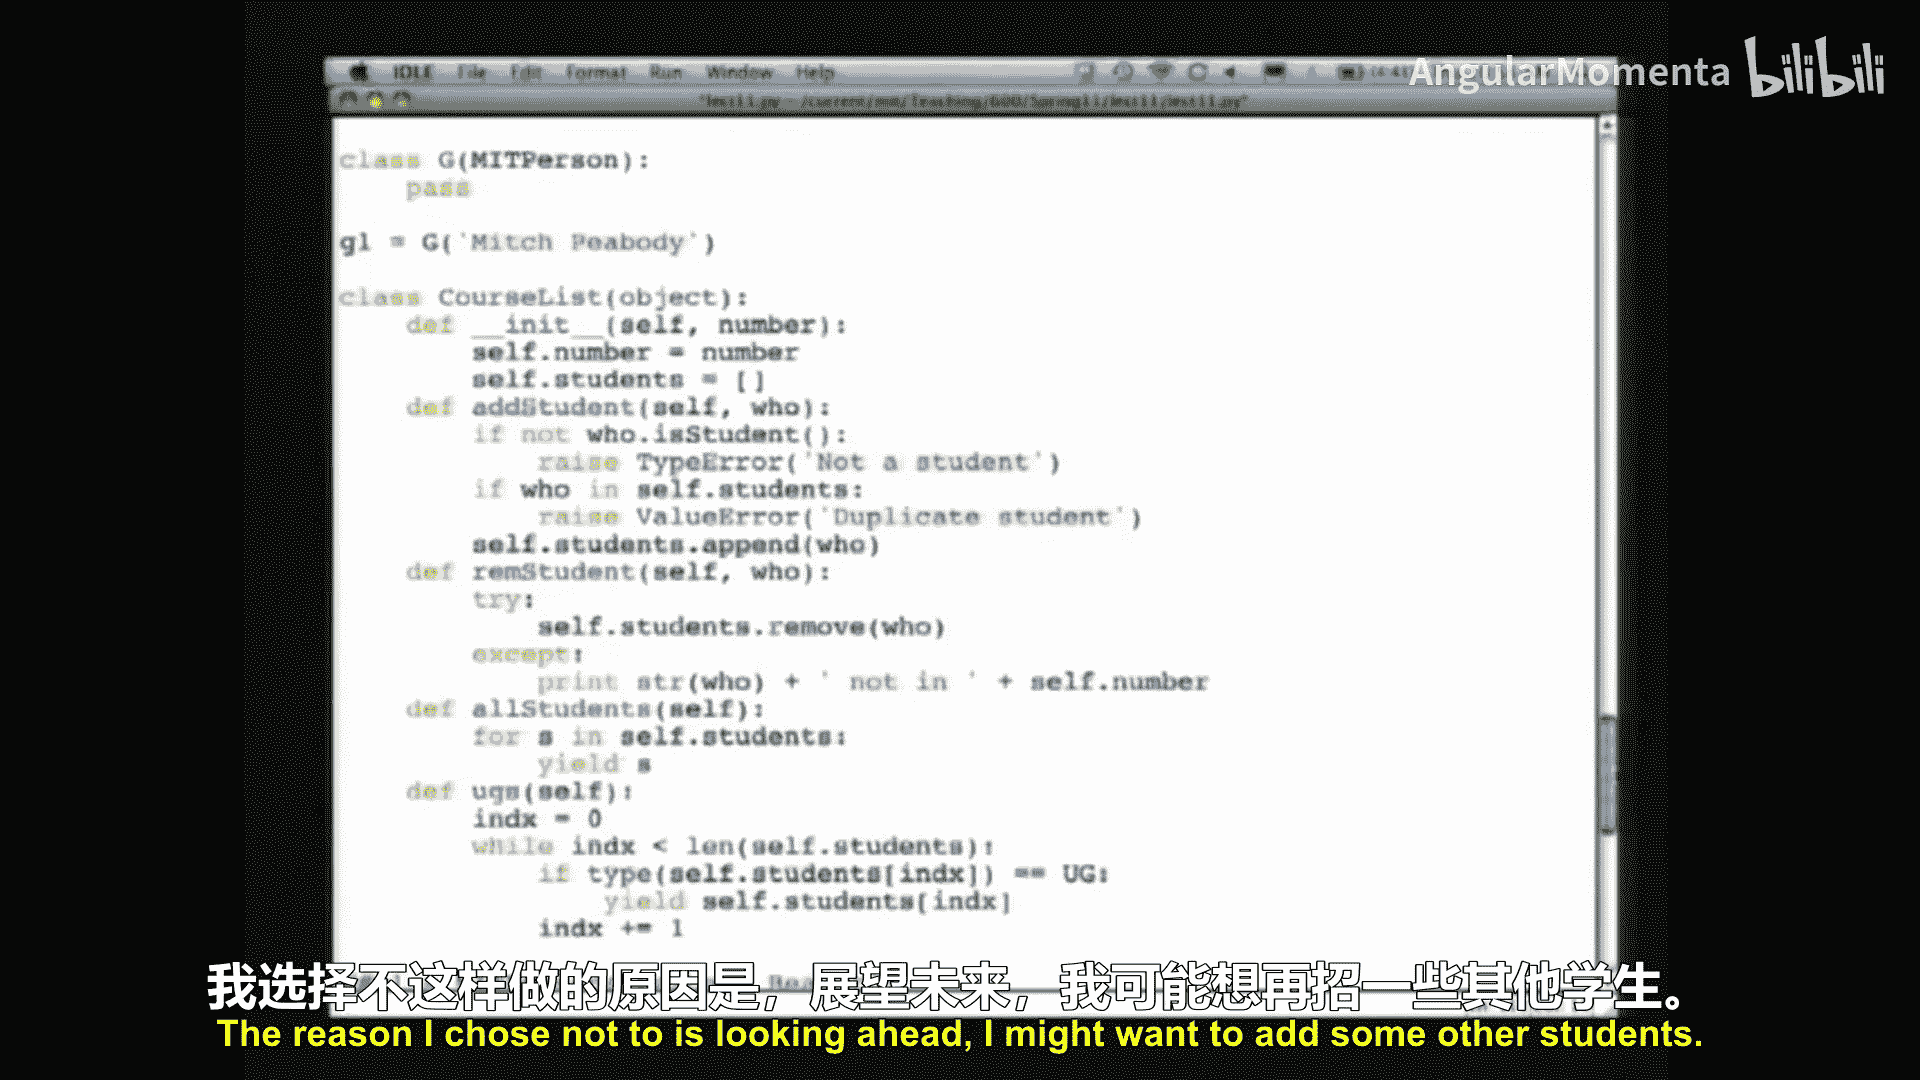 IDLE File Edit Format Run Window Help
AngularMomenta bilibili
class G(MITPerson):
pass
g1 = G('Mitch Peabody')
class CourseList(object):
def __init__(self, number):
self.number = number
self.students = []
def addStudent(self, who):
if not who.isStudent():
raise TypeError('Not a student')
if who in self.students:
raise ValueError('Duplicate student')
self.students.append(who)
def remStudent(self, who):
try:
self.students.remove(who)
except:
print str(who) + ' not in ' + self.number
def allStudents(self):
for s in self.students:
yield s
def ugs(self):
indx = 0
while indx < len(self.students):
if type(self.students[indx]) == UG:
yield self.students[indx]
indx += 1
我选择不这样做的原因是，展望未来，我可能想再招一些其他学生。
The reason I chose not to is looking ahead, I might want to add some other students.